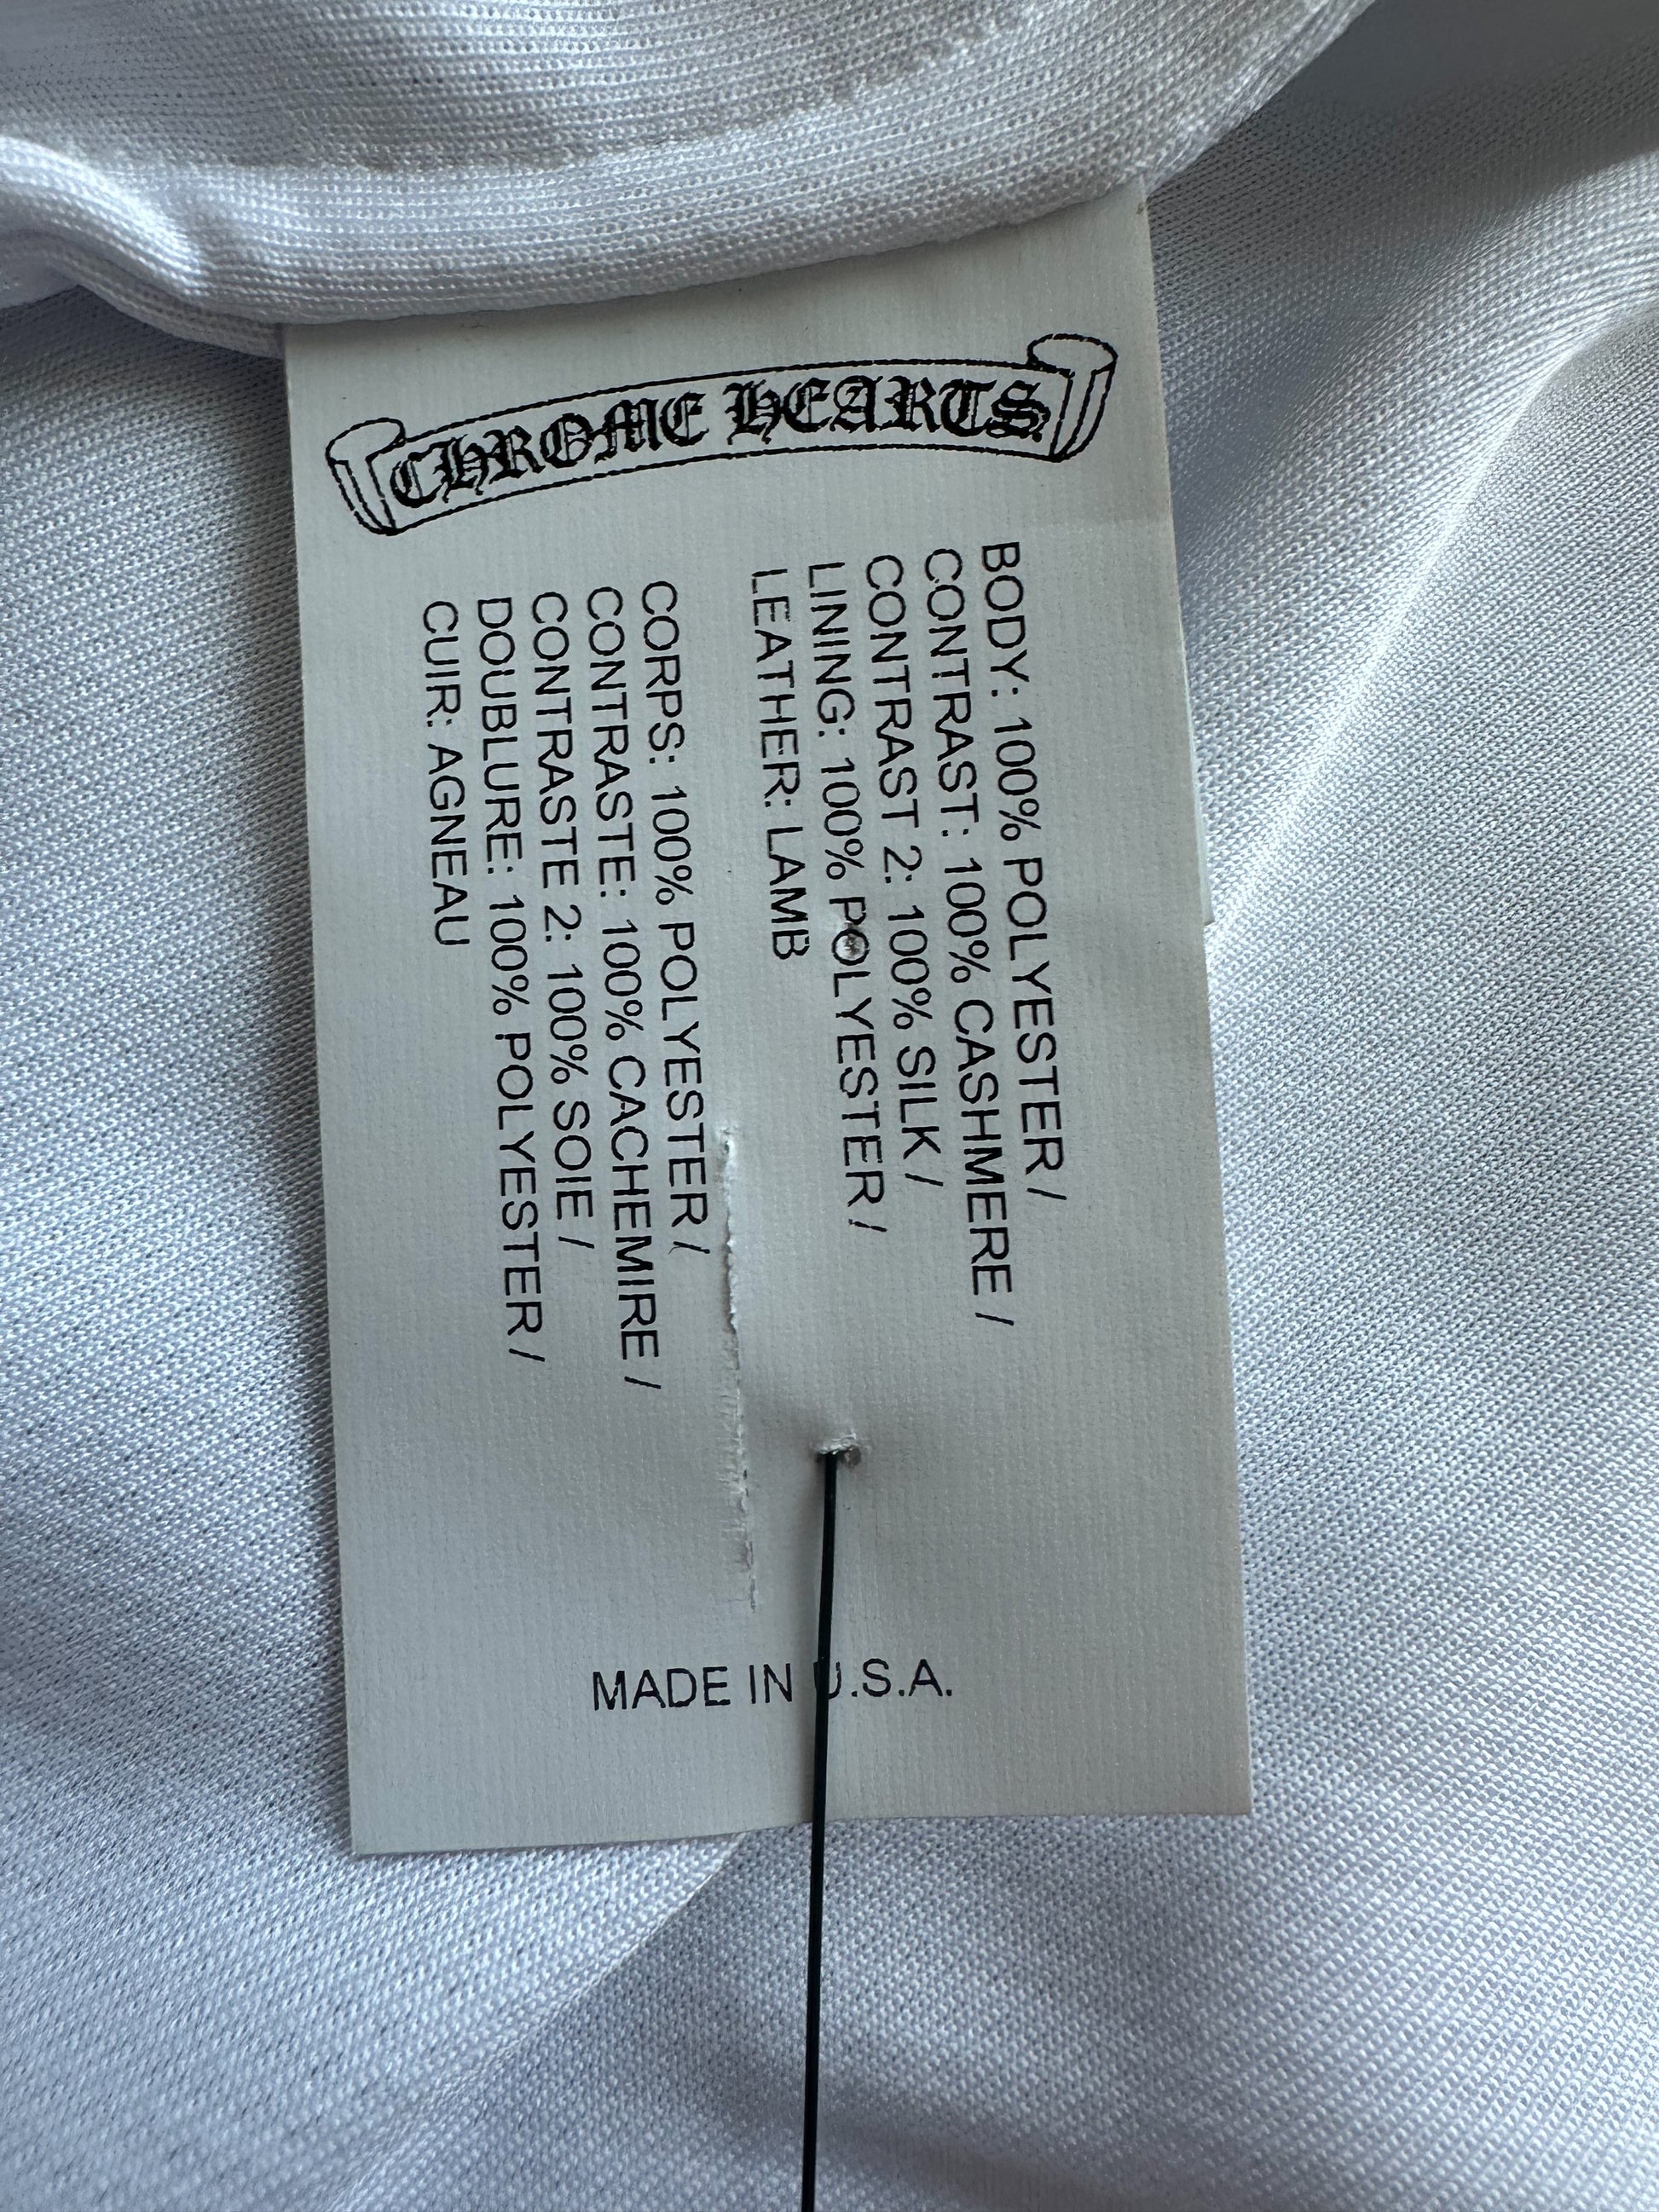 CHROME HEARTS
BODY: 100% POLYESTER /
CONTRAST: 100% CASHMERE /
CONTRAST 2: 100% SILK /
LINING: 100% POLYESTER /
LEATHER: LAMB
CORPS: 100% POLYESTER /
CONTRASTE: 100% CACHEMIRE /
CONTRASTE 2: 100% SOIE /
DOUBLURE: 100% POLYESTER /
CUIR: AGNEAU
MADE IN U.S.A.